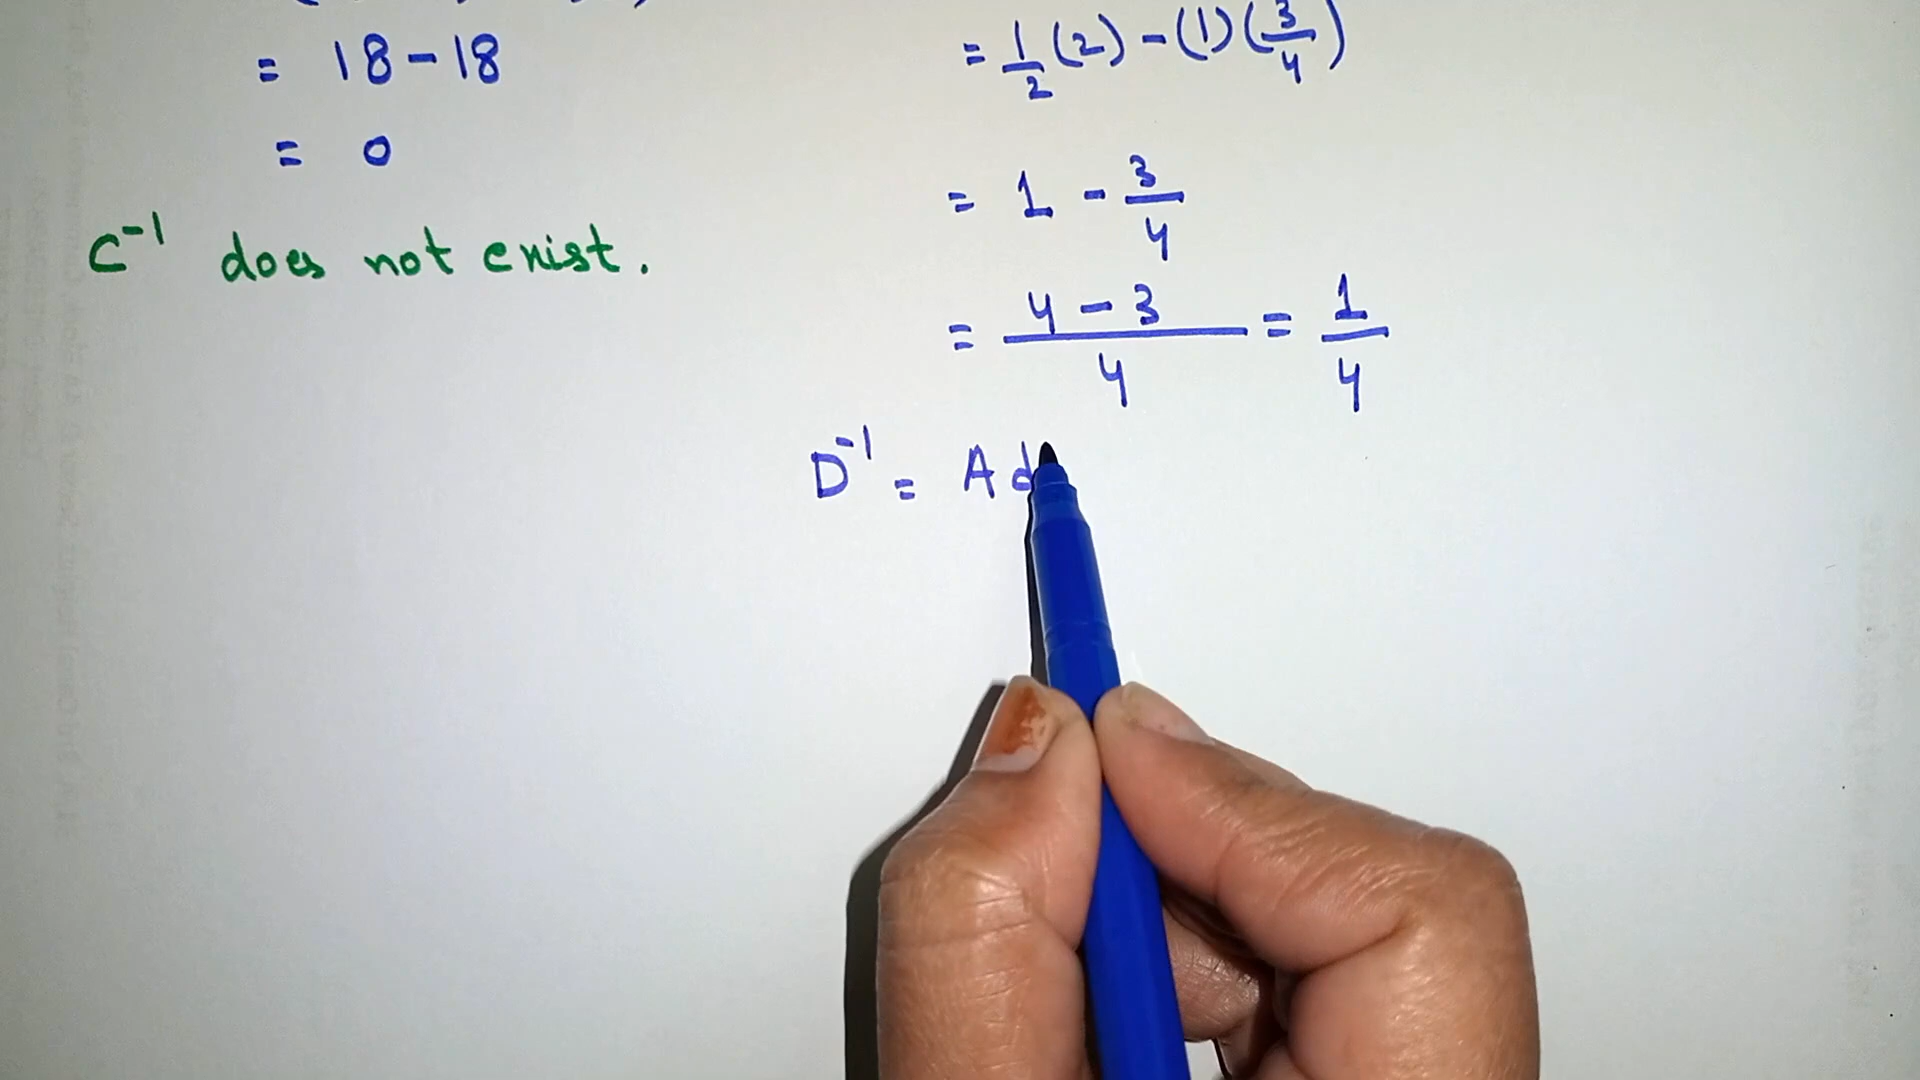 = 18 - 18
= 0
C⁻¹ does not exist.
= 1/2 (2) - (1) (3/4)
= 1 - 3/4
= 4 - 3 / 4 = 1/4
D⁻¹ = Ad